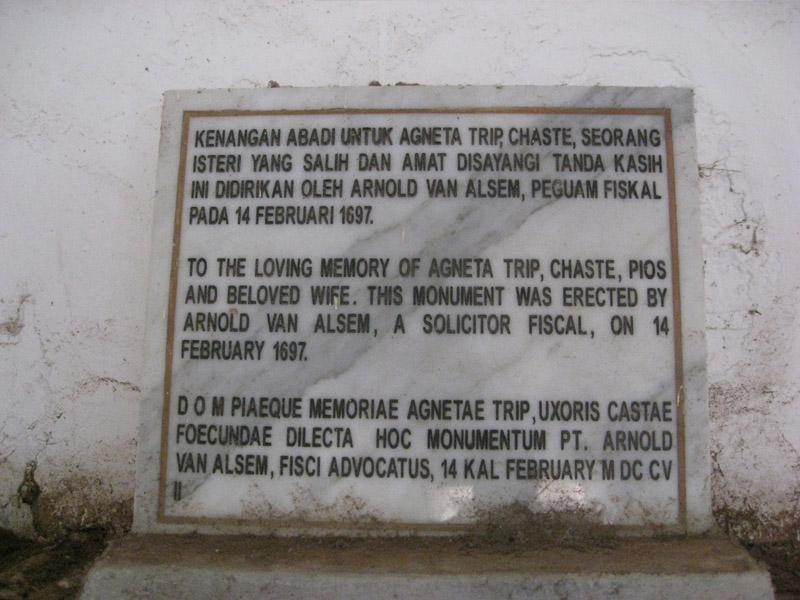 KENANGAN ABADI UNTUK AGNETA TRIP, CHASTE, SEORANG
ISTERI YANG SALIH DAN AMAT DISAYANGI TANDA KASIH
INI DIDIRIKAN OLEH ARNOLD VAN ALSEM, PEGUAM FISKAL
PADA 14 FEBRUARI 1697.
TO THE LOVING MEMORY OF AGNETA TRIP, CHASTE, PIOS
AND BELOVED WIFE. THIS MONUMENT WAS ERECTED BY
ARNOLD VAN ALSEM, A SOLICITOR FISCAL, ON 14
FEBRUARY 1697.
D O M PIAEQUE MEMORIAE AGNETAE TRIP, UXORIS CASTAE
FOECUNDAE DILECTA HOC MONUMENTUM PT. ARNOLD
VAN ALSEM, FISCI ADVOCATUS, 14 KAL FEBRUARY M DC CV
II